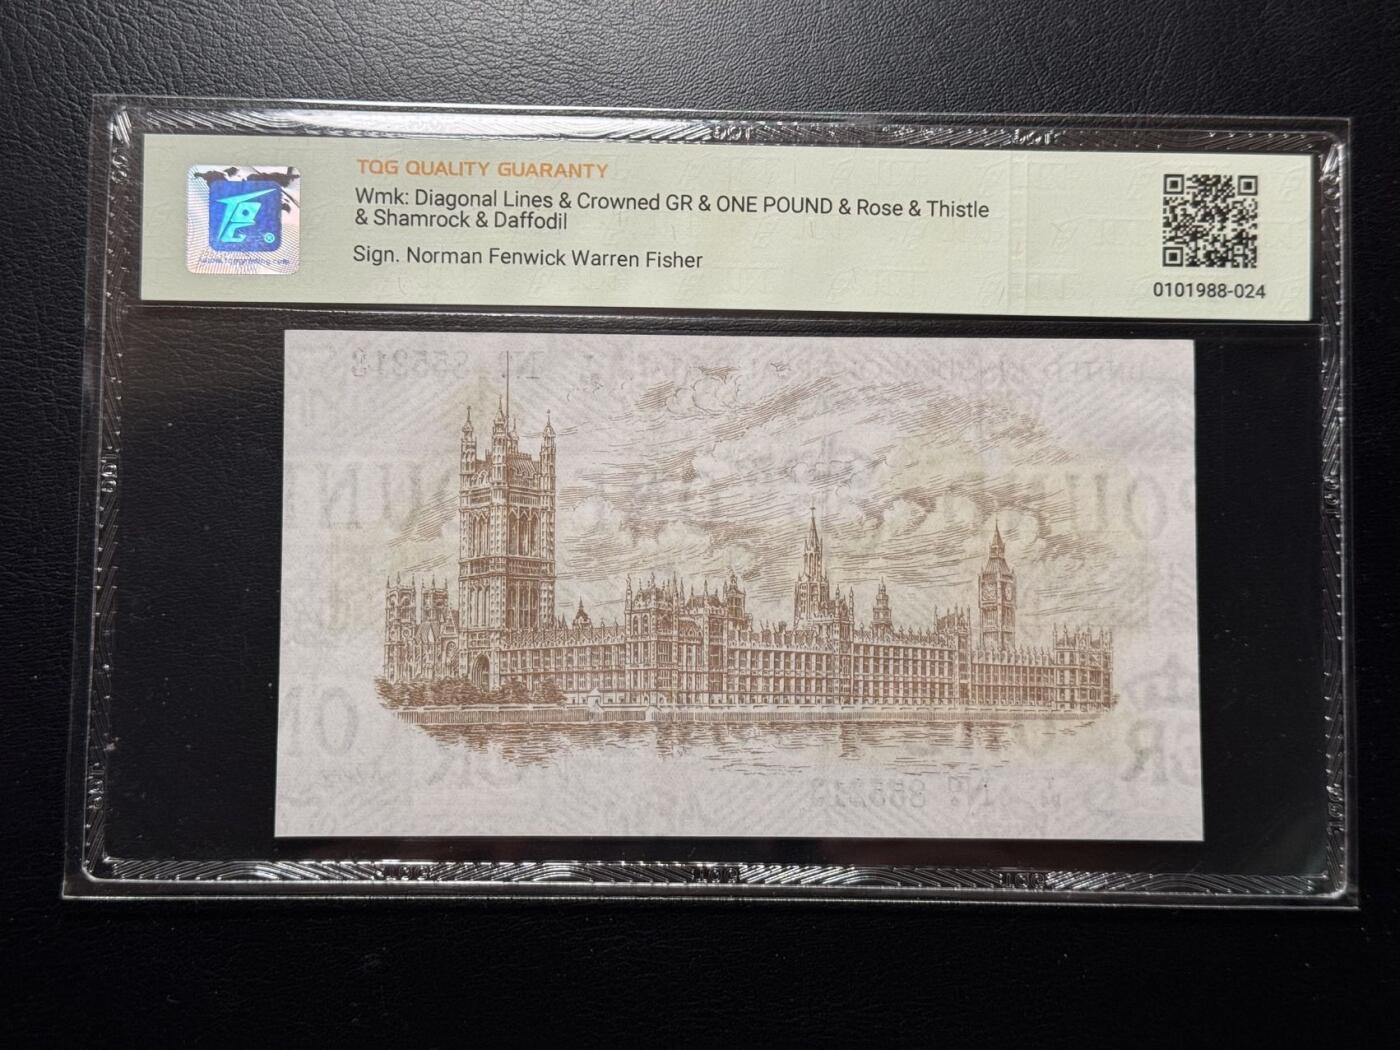 TQG QUALITY GUARANTY
Wmk: Diagonal Lines & Crowned GR & ONE POUND & Rose & Thistle
& Shamrock & Daffodil
Sign. Norman Fenwick Warren Fisher
0101988-024